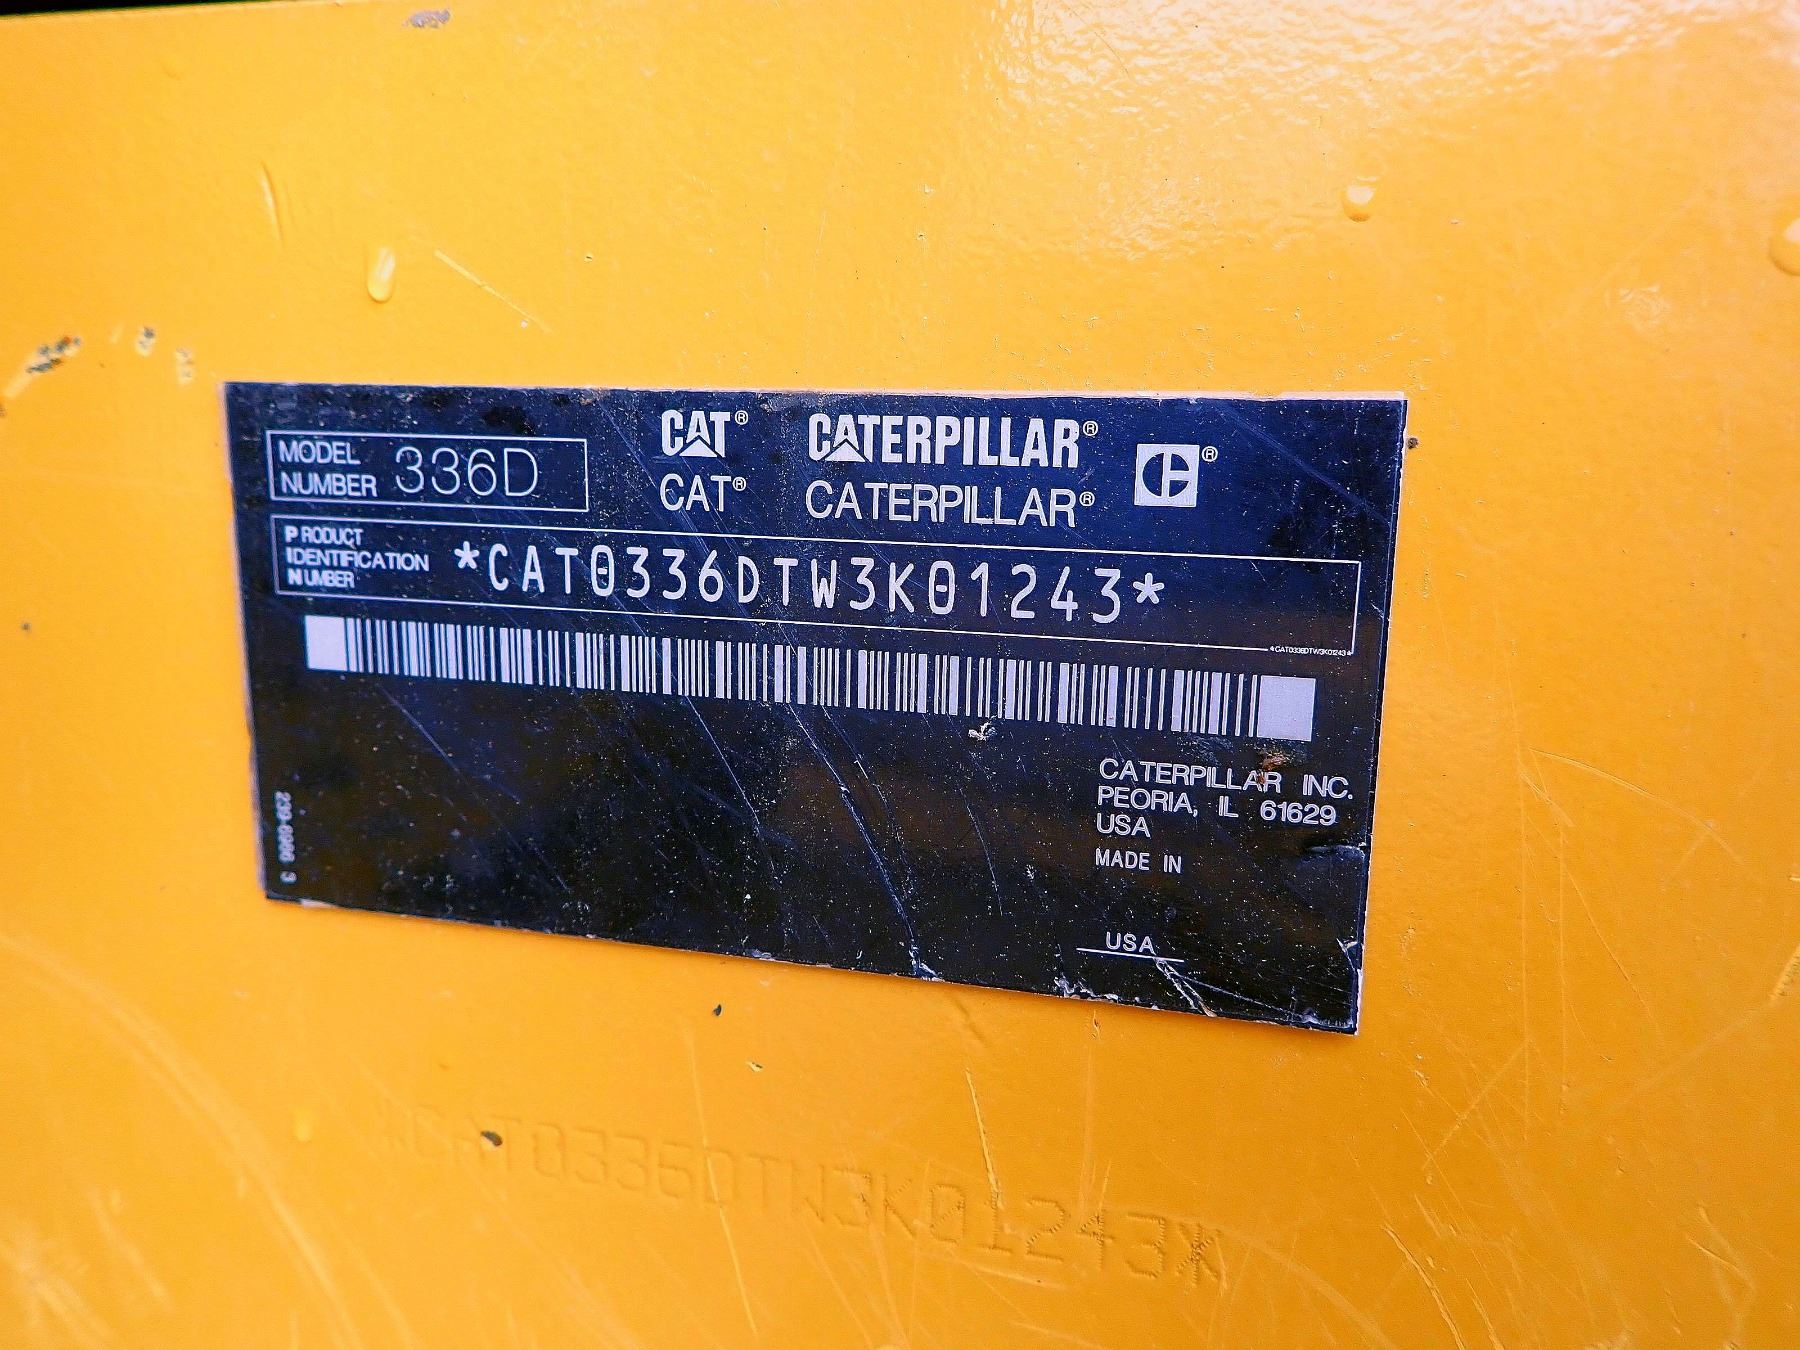 MODEL NUMBER 336D
CAT® CATERPILLAR®
CAT® CATERPILLAR®
PRODUCT IDENTIFICATION NUMBER *CAT0336DTW3K01243*
*CAT0336DTW3K01243*
CATERPILLAR INC.
PEORIA, IL 61629
USA
MADE IN
USA
*CAT0336DTW3K01243*